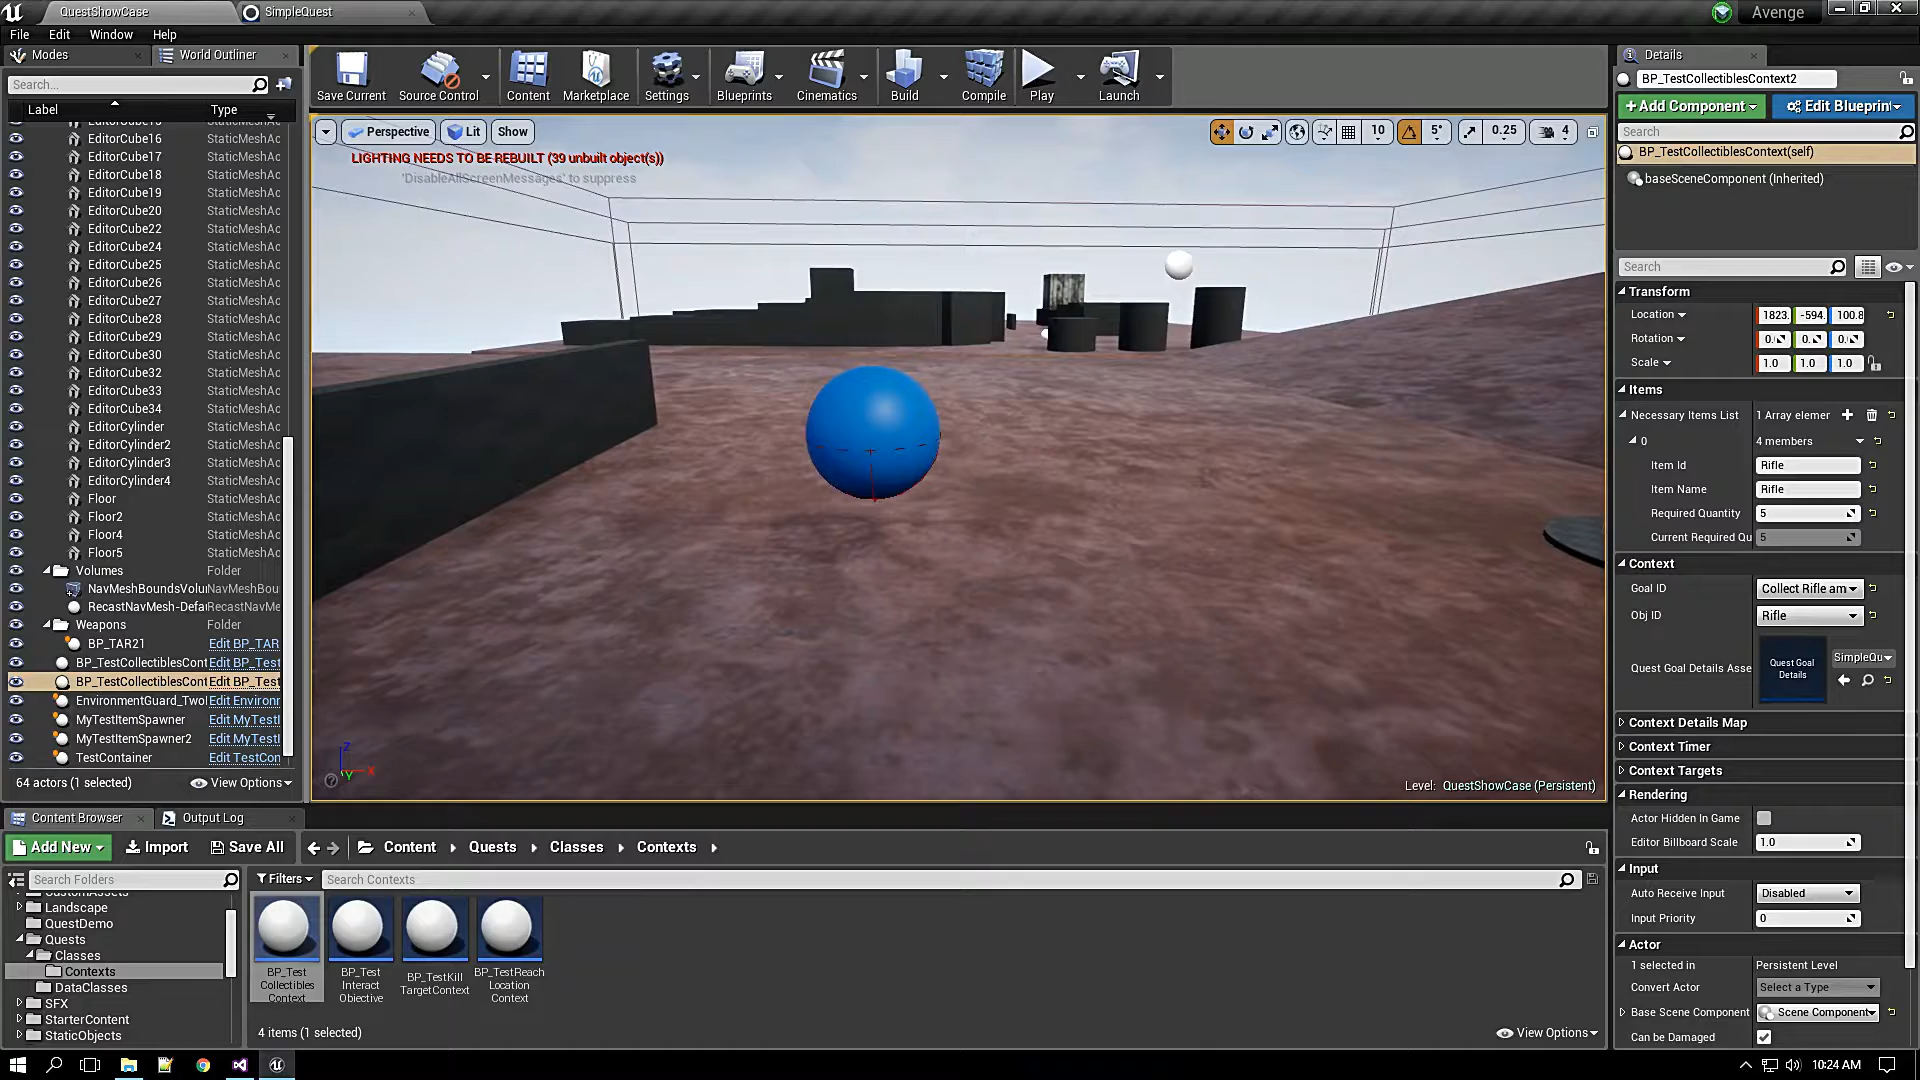 QuestShowCase
SimpleQuest
Avenge
File Edit Window Help
Modes
World Outliner
Search...
Label Type
EditorCube16 StaticMeshAc
EditorCube17 StaticMeshAc
EditorCube18 StaticMeshAc
EditorCube19 StaticMeshAc
EditorCube20 StaticMeshAc
EditorCube22 StaticMeshAc
EditorCube24 StaticMeshAc
EditorCube25 StaticMeshAc
EditorCube26 StaticMeshAc
EditorCube27 StaticMeshAc
EditorCube28 StaticMeshAc
EditorCube29 StaticMeshAc
EditorCube30 StaticMeshAc
EditorCube32 StaticMeshAc
EditorCube33 StaticMeshAc
EditorCube34 StaticMeshAc
EditorCylinder StaticMeshAc
EditorCylinder2 StaticMeshAc
EditorCylinder3 StaticMeshAc
EditorCylinder4 StaticMeshAc
Floor StaticMeshAc
Floor2 StaticMeshAc
Floor4 StaticMeshAc
Floor5 StaticMeshAc
Volumes Folder
NavMeshBoundsVolu NavMeshBou
RecastNavMesh-Defa RecastNavMe
Weapons Folder
BP_TAR21 Edit BP_TAR
BP_TestCollectiblesCont Edit BP_Test
BP_TestCollectiblesCont Edit BP_Test
EnvironmentGuard_Two Edit Environr
MyTestItemSpawner Edit MyTestI
MyTestItemSpawner2 Edit MyTestI
TestContainer Edit TestCon
64 actors (1 selected) View Options
Save Current
Source Control
Content
Marketplace
Settings
Blueprints
Cinematics
Build
Compile
Play
Launch
Perspective Lit Show
10 5° 0.25 4
LIGHTING NEEDS TO BE REBUILT (39 unbuilt object(s))
'DisableAllScreenMessages' to suppress
Z
X
Y
Level: QuestShowCase (Persistent)
Content Browser
Output Log
Add New Import Save All Content Quests Classes Contexts
Search Folders
Landscape
QuestDemo
Quests
Classes
Contexts
DataClasses
SFX
StarterContent
StaticObjects
Filters Search Contexts
BP_Test
Collectibles
Context
BP_Test
Interact
Objective
BP_TestKill
TargetContext
BP_TestReach
Location
Context
4 items (1 selected) View Options
Details
BP_TestCollectiblesContext2
+Add Component Edit Blueprint
Search
BP_TestCollectiblesContext(self)
baseSceneComponent (Inherited)
Search
Transform
Location 1823. -594. 100.8
Rotation 0. 0. 0.
Scale 1.0 1.0 1.0
Items
Necessary Items List 1 Array elemer
0 4 members
Item Id Rifle
Item Name Rifle
Required Quantity 5
Current Required Qu 5
Context
Goal ID Collect Rifle am
Obj ID Rifle
Quest Goal Details Asse
Quest Goal
Details
SimpleQu
Context Details Map
Context Timer
Context Targets
Rendering
Actor Hidden In Game
Editor Billboard Scale 1.0
Input
Auto Receive Input Disabled
Input Priority 0
Actor
1 selected in Persistent Level
Convert Actor Select a Type
Base Scene Component Scene Component
Can be Damaged
10:24 AM